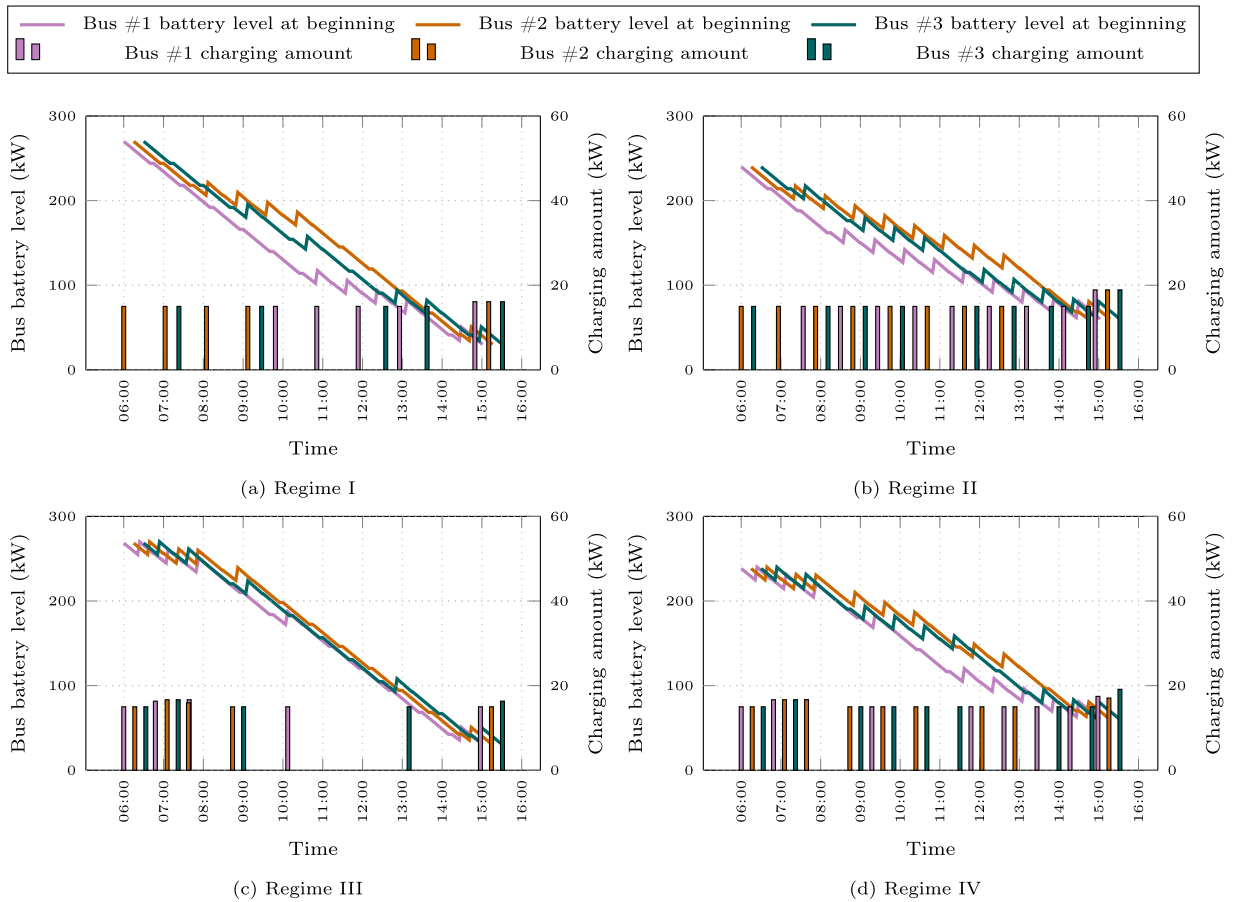 Bus #1 battery level at beginning Bus #2 battery level at beginning Bus #3 battery level at beginning
Bus #1 charging amount Bus #2 charging amount Bus #3 charging amount
Bus battery level (kW)
300
200
100
0
60
40
20
0
Charging amount (kW)
06:00 07:00 08:00 09:00 10:00 11:00 12:00 13:00 14:00 15:00 16:00
Time
(a) Regime I
Bus battery level (kW)
300
200
100
0
60
40
20
0
Charging amount (kW)
06:00 07:00 08:00 09:00 10:00 11:00 12:00 13:00 14:00 15:00 16:00
Time
(b) Regime II
Bus battery level (kW)
300
200
100
0
60
40
20
0
Charging amount (kW)
06:00 07:00 08:00 09:00 10:00 11:00 12:00 13:00 14:00 15:00 16:00
Time
(c) Regime III
Bus battery level (kW)
300
200
100
0
60
40
20
0
Charging amount (kW)
06:00 07:00 08:00 09:00 10:00 11:00 12:00 13:00 14:00 15:00 16:00
Time
(d) Regime IV